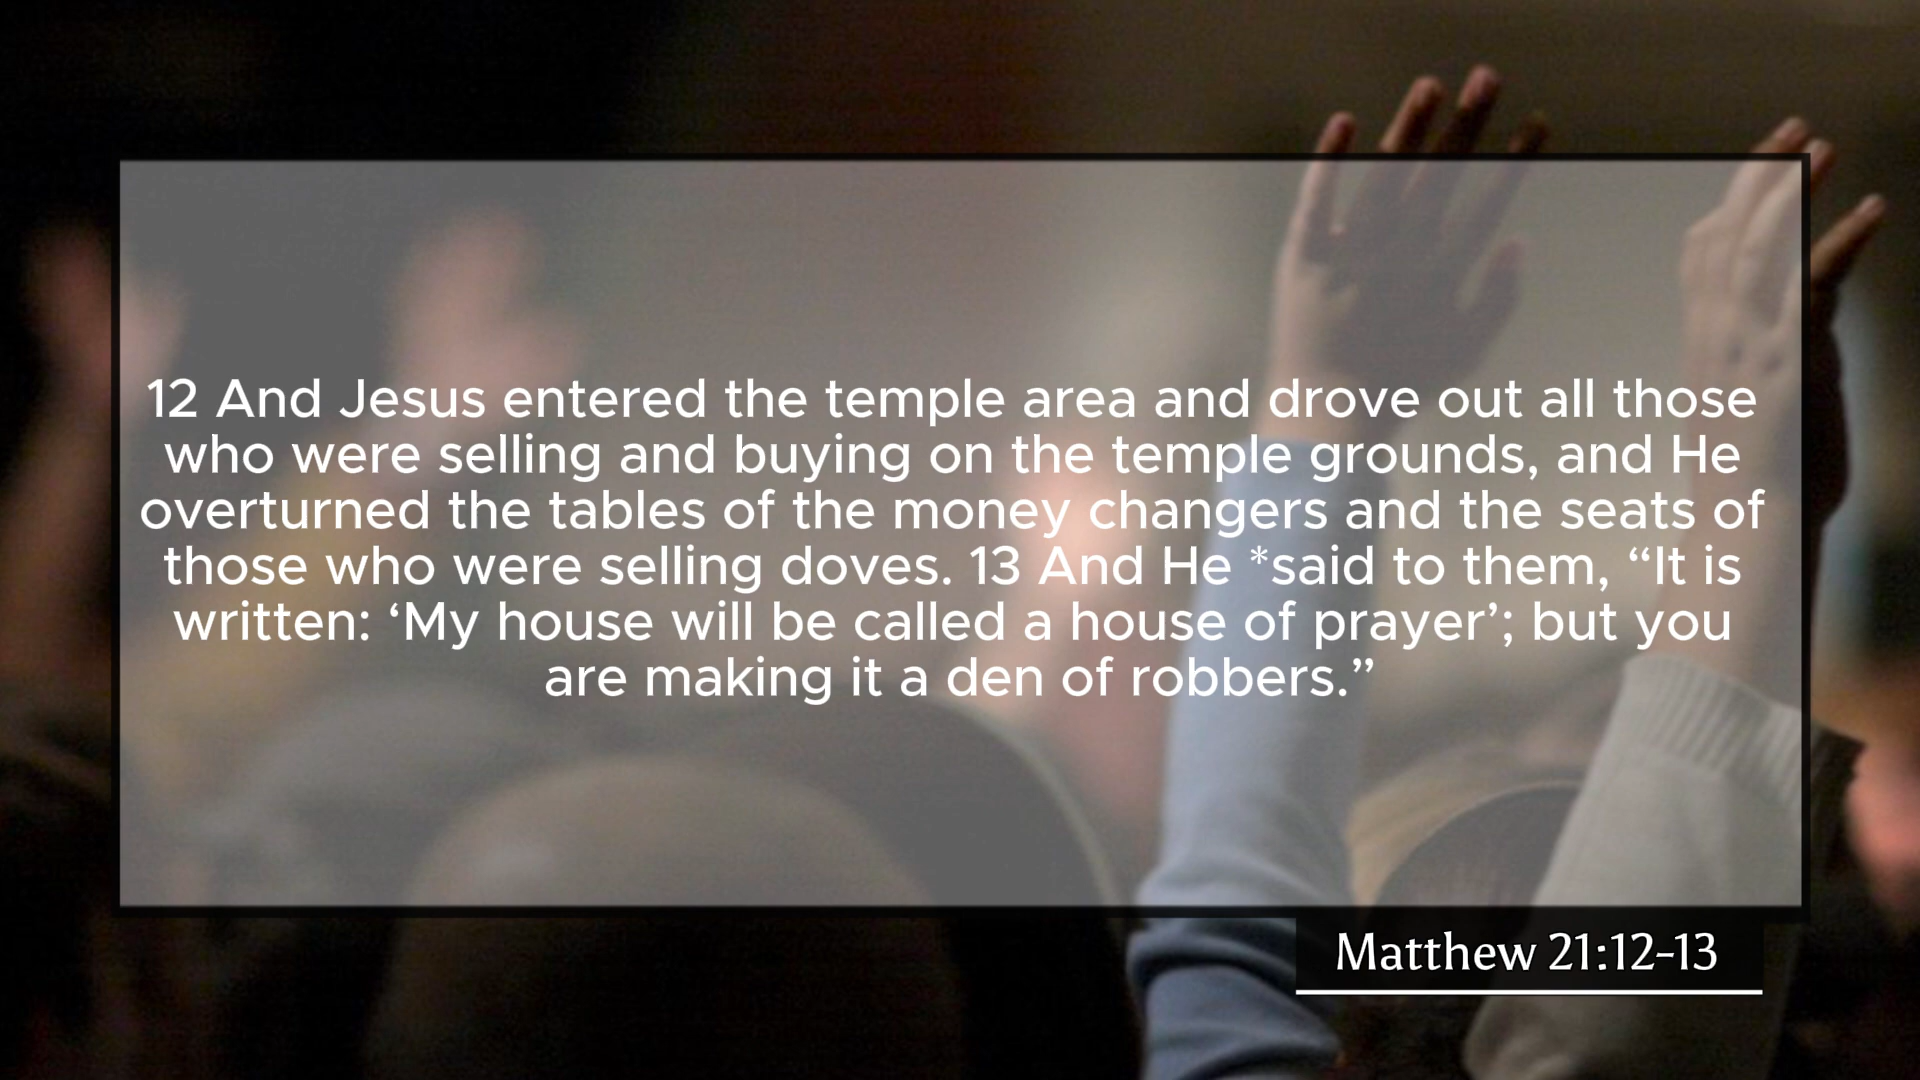 12 And Jesus entered the temple area and drove out all those
who were selling and buying on the temple grounds, and He
overturned the tables of the money changers and the seats of
those who were selling doves. 13 And He *said to them, “It is
written: ‘My house will be called a house of prayer’; but you
are making it a den of robbers.”
Matthew 21:12-13